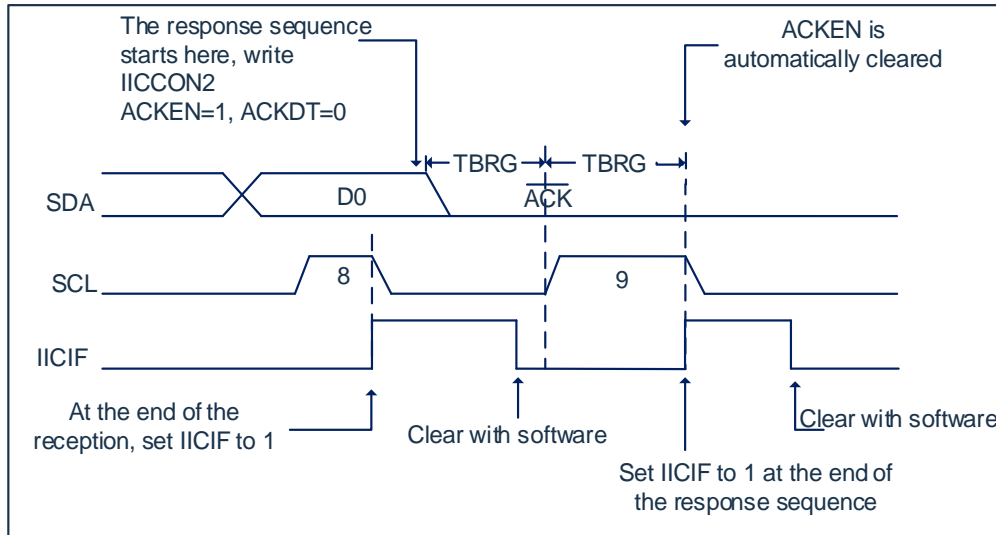 The response sequence
starts here, write
IICCON2
ACKEN=1, ACKDT=0
ACKEN is
automatically cleared
TBRG
TBRG
SDA
D0
ACK
SCL
8
9
IICIF
At the end of the
reception, set IICIF to 1
Clear with software
Clear with software
Set IICIF to 1 at the end of
the response sequence